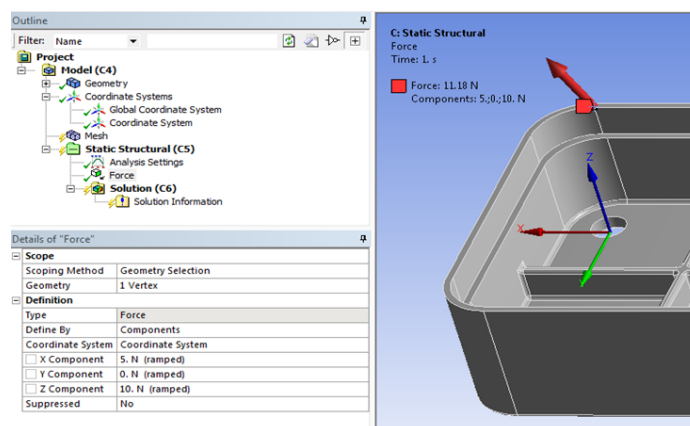 Outline
Filter: Name
Project
Model (C4)
Geometry
Coordinate Systems
Global Coordinate System
Coordinate System
Mesh
Static Structural (C5)
Analysis Settings
Force
Solution (C6)
Solution Information
Details of "Force"
Scope
Scoping Method Geometry Selection
Geometry 1 Vertex
Definition
Type Force
Define By Components
Coordinate System Coordinate System
X Component 5. N (ramped)
Y Component 0. N (ramped)
Z Component 10. N (ramped)
Suppressed No
C: Static Structural
Force
Time: 1. s
Force: 11.18 N
Components: 5.;0.;10. N
Z
X
Y